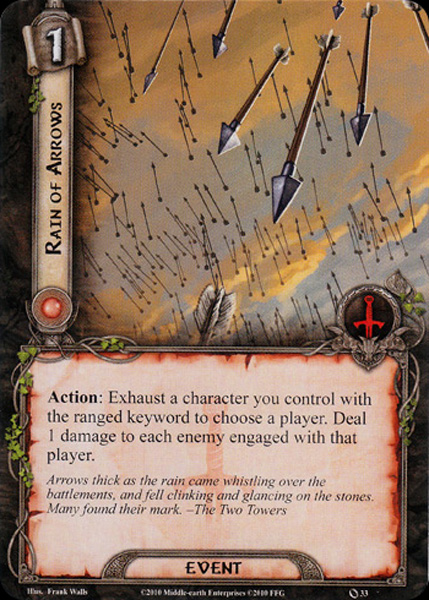 1
RAIN OF ARROWS
Action: Exhaust a character you control with
the ranged keyword to choose a player. Deal
1 damage to each enemy engaged with that
player.
Arrows thick as the rain came whistling over the
battlements, and fell clinking and glancing on the stones.
Many found their mark. –The Two Towers
EVENT
Illus. Frank Walls
©2010 Middle-earth Enterprises ©2010 FFG
33